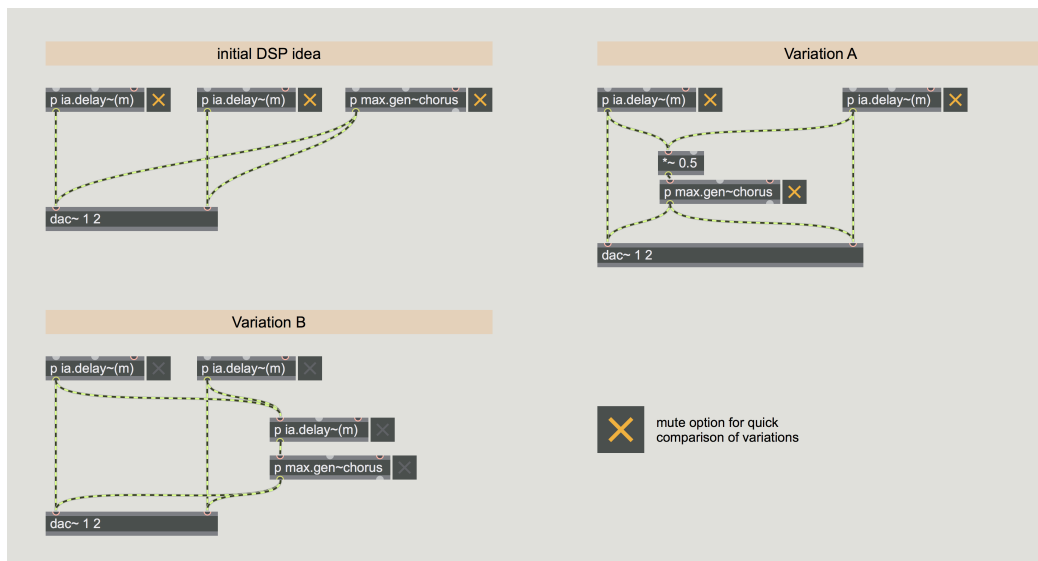 initial DSP idea
Variation A
p ia.delay~(m)
p ia.delay~(m)
p max.gen~chorus
p ia.delay~(m)
p ia.delay~(m)
*~ 0.5
p max.gen~chorus
dac~ 1 2
dac~ 1 2
Variation B
p ia.delay~(m)
p ia.delay~(m)
p ia.delay~(m)
p max.gen~chorus
dac~ 1 2
mute option for quick
comparison of variations